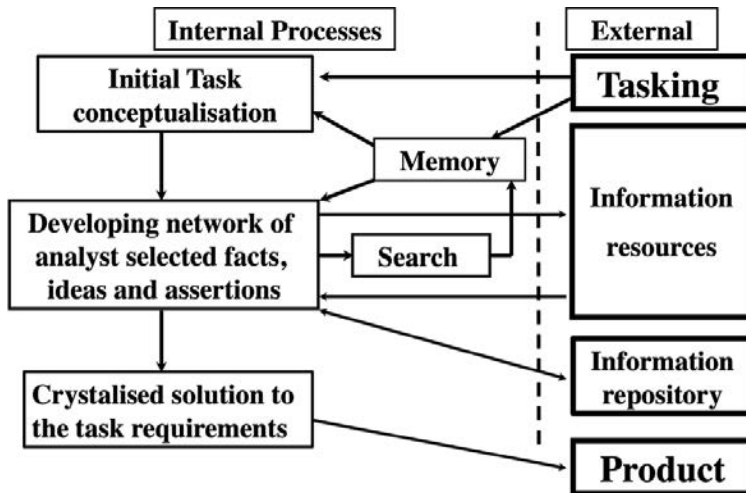 Internal Processes
External
Initial Task
conceptualisation
Tasking
Memory
Information
resources
Developing network of
analyst selected facts,
ideas and assertions
Search
Information
repository
Crystalised solution to
the task requirements
Product